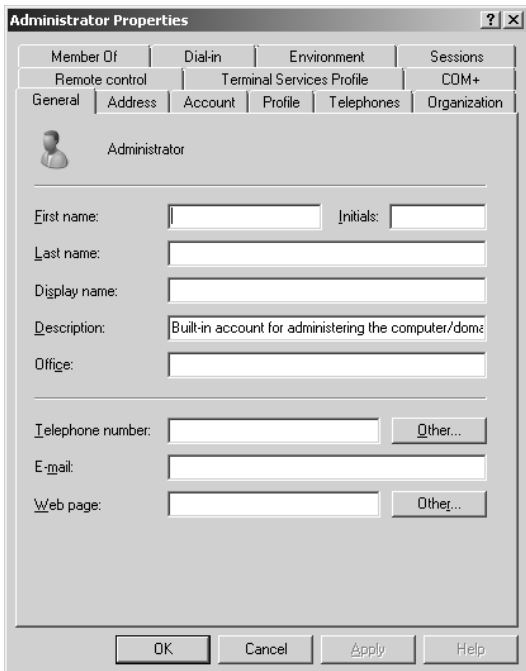 Administrator Properties
Member Of Dial-in Environment Sessions
Remote control Terminal Services Profile COM+
General Address Account Profile Telephones Organization
Administrator
First name: Initials:
Last name:
Display name:
Description: Built-in account for administering the computer/doma
Office:
Telephone number: Other...
E-mail:
Web page: Other...
OK Cancel Apply Help